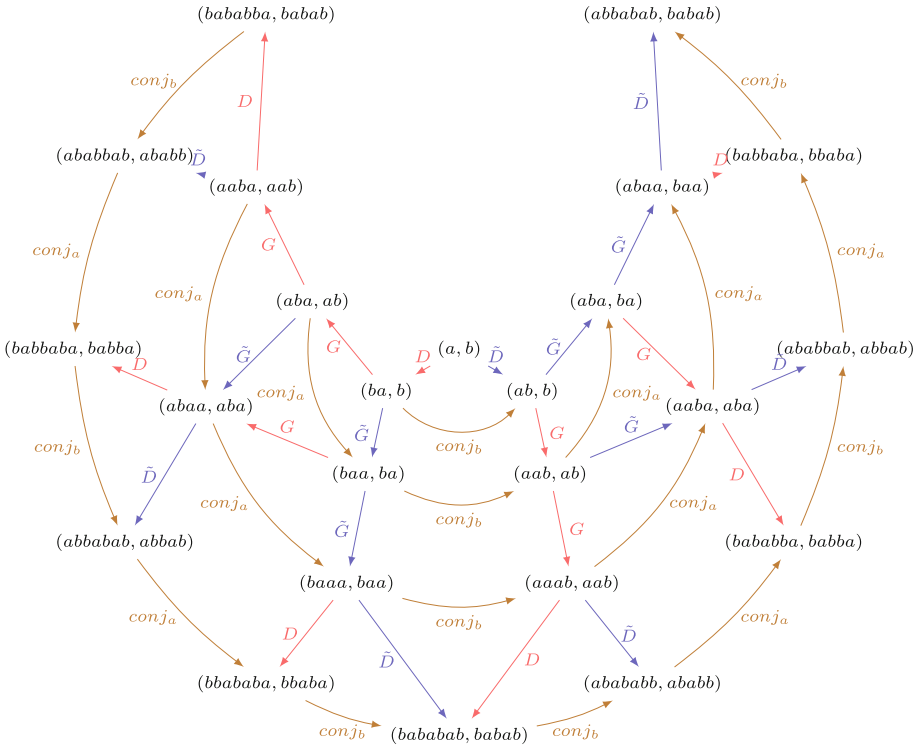 (bababba, babab)
(abbabab, babab)
conj_b
conj_b
D
D̃
(ababbab, ababb)
D̃
D
(babbaba, bbaba)
(aaba, aab)
(abaa, baa)
conj_a
G
G̃
conj_a
conj_a
conj_a
(aba, ab)
(aba, ba)
(babbaba, babba)
D
G̃
G
D
(a, b)
D̃
G̃
G
D̃
(ababbab, abbab)
(ba, b)
(ab, b)
conj_a
conj_a
(abaa, aba)
(aaba, aba)
G
G̃
G
G̃
conj_b
conj_b
conj_b
(baa, ba)
(aab, ab)
D̃
D
conj_a
conj_a
conj_b
G̃
G
(abbabab, abbab)
(bababba, babba)
(baaa, baa)
(aaab, aab)
conj_a
conj_b
conj_a
D
D̃
D̃
D
(bbababa, bbaba)
(abababb, ababb)
conj_b
(bababab, babab)
conj_b